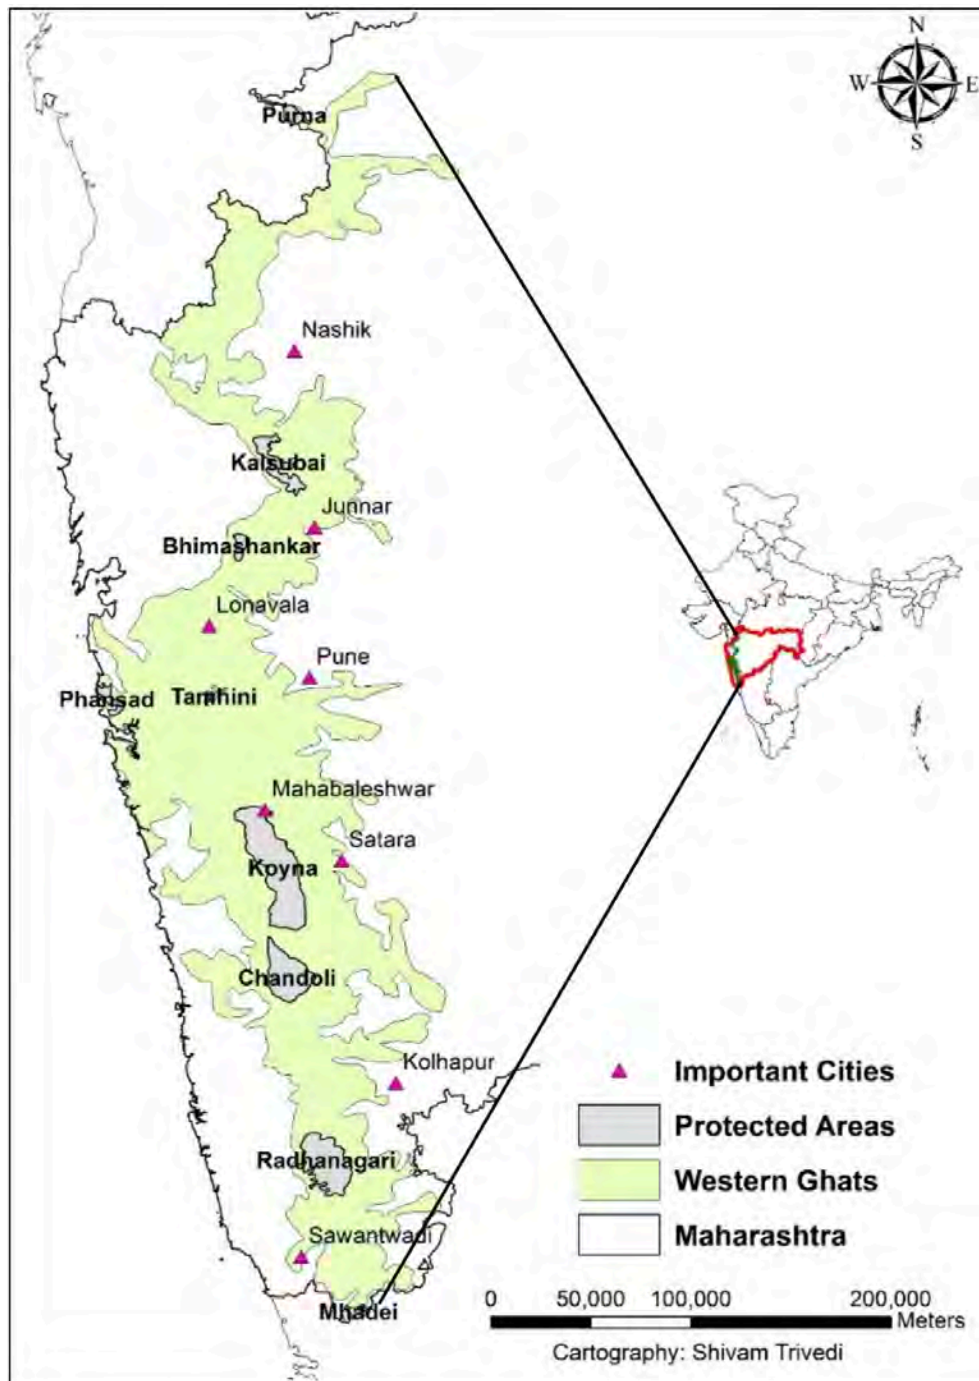 N
W
E
S
Purna
Nashik
Kalsubai
Junnar
Bhimashankar
Lonavala
Pune
Phansad
Tamhini
Mahabaleshwar
Satara
Koyna
Chandoli
Kolhapur
Radhanagari
Sawantwadi
Mhadei
Important Cities
Protected Areas
Western Ghats
Maharashtra
0 50,000 100,000 200,000
Meters
Cartography: Shivam Trivedi